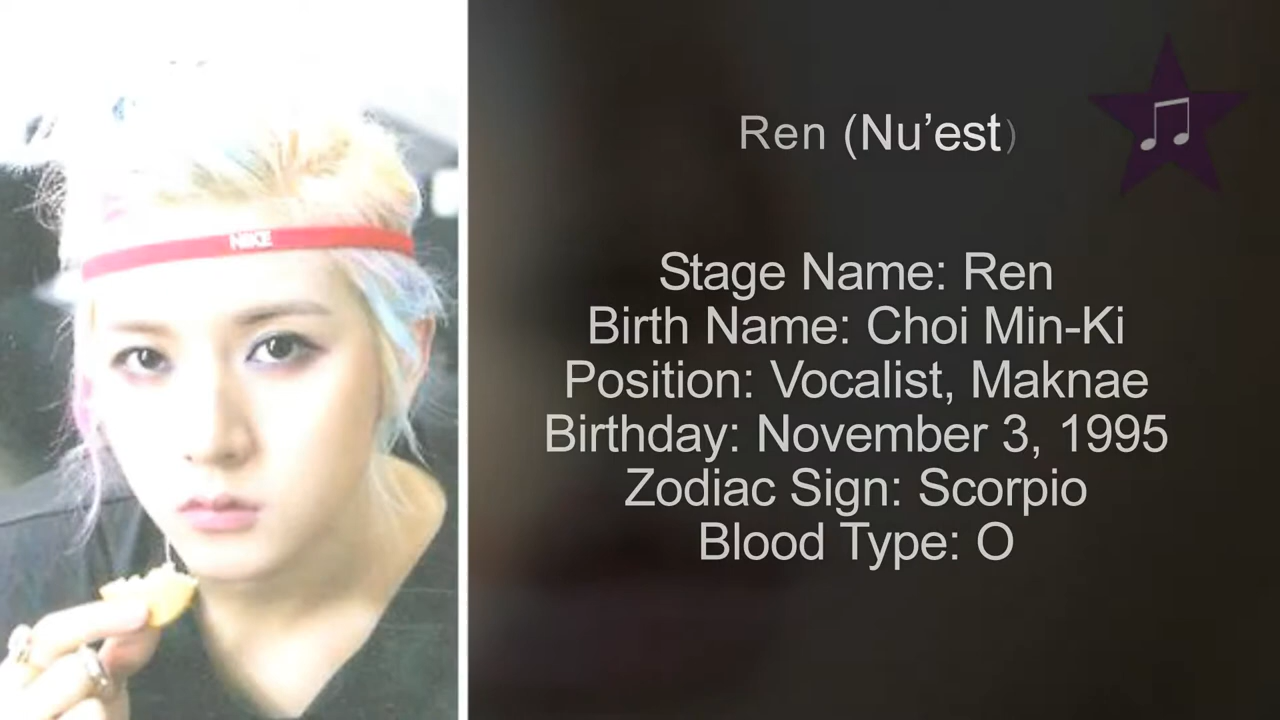 NIKE
Ren (Nu’est)
Stage Name: Ren
Birth Name: Choi Min-Ki
Position: Vocalist, Maknae
Birthday: November 3, 1995
Zodiac Sign: Scorpio
Blood Type: O